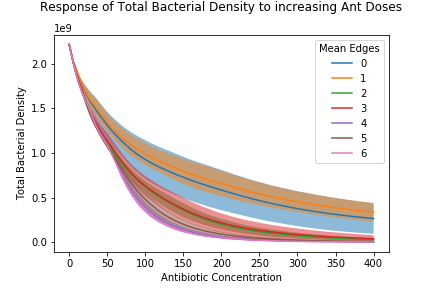 Response of Total Bacterial Density to increasing Ant Doses
1e9
Mean Edges
0
1
2
3
4
5
6
2.0
1.5
1.0
0.5
0.0
Total Bacterial Density
0 50 100 150 200 250 300 350 400
Antibiotic Concentration